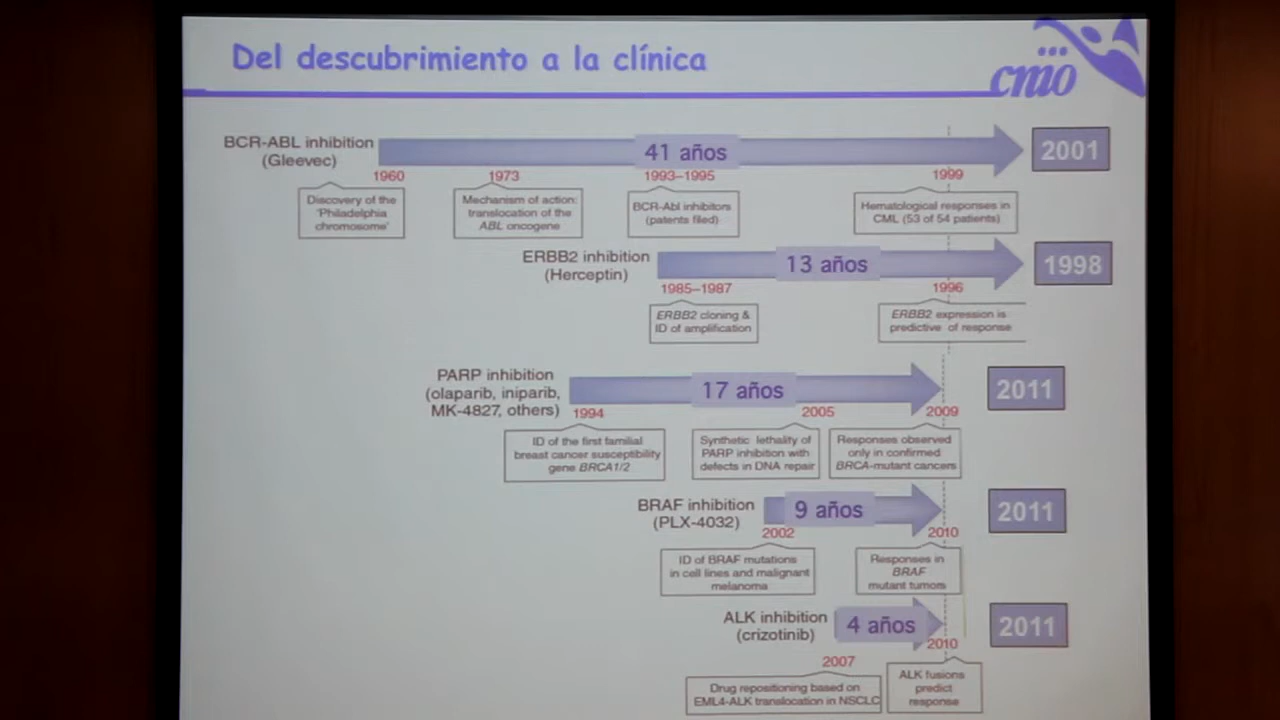 Del descubrimiento a la clínica
cmo
BCR-ABL inhibition
(Gleevec)
41 años
2001
1960
1973
1993–1995
1999
Discovery of the
'Philadelphia
chromosome'
Mechanism of action:
translocation of the
ABL oncogene
BCR-Abl inhibitors
(patents filed)
Hematological responses in
CML (53 of 54 patients)
ERBB2 inhibition
(Herceptin)
13 años
1998
1985–1987
1996
ERBB2 cloning &
ID of amplification
ERBB2 expression is
predictive of response
PARP inhibition
(olaparib, iniparib,
MK-4827, others)
17 años
2011
1994
2005
2009
ID of the first familial
breast cancer susceptibility
gene BRCA1/2
Synthetic lethality of
PARP inhibition with
defects in DNA repair
Responses observed
only in confirmed
BRCA-mutant cancers
BRAF inhibition
(PLX-4032)
9 años
2011
2002
2010
ID of BRAF mutations
in cell lines and malignant
melanoma
Responses in
BRAF
mutant tumors
ALK inhibition
(crizotinib)
4 años
2011
2007
2010
Drug repositioning based on
EML4-ALK translocation in NSCLC
ALK fusions
predict
response